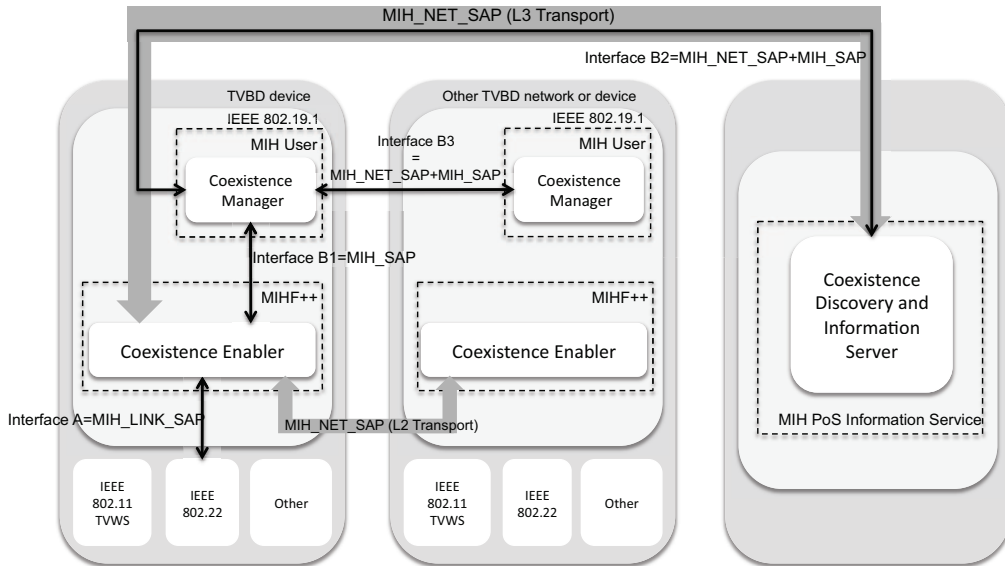 MIH_NET_SAP (L3 Transport)
Interface B2=MIH_NET_SAP+MIH_SAP
TVBD device
IEEE 802.19.1
MIH User
Coexistence
Manager
Interface B1=MIH_SAP
MIHF++
Coexistence Enabler
Interface A=MIH_LINK_SAP
IEEE
802.11
TVWS
IEEE
802.22
Other
Interface B3
=
MIH_NET_SAP+MIH_SAP
MIH_NET_SAP (L2 Transport)
Other TVBD network or device
IEEE 802.19.1
MIH User
Coexistence
Manager
MIHF++
Coexistence Enabler
IEEE
802.11
TVWS
IEEE
802.22
Other
Coexistence
Discovery and
Information
Server
MIH PoS Information Service